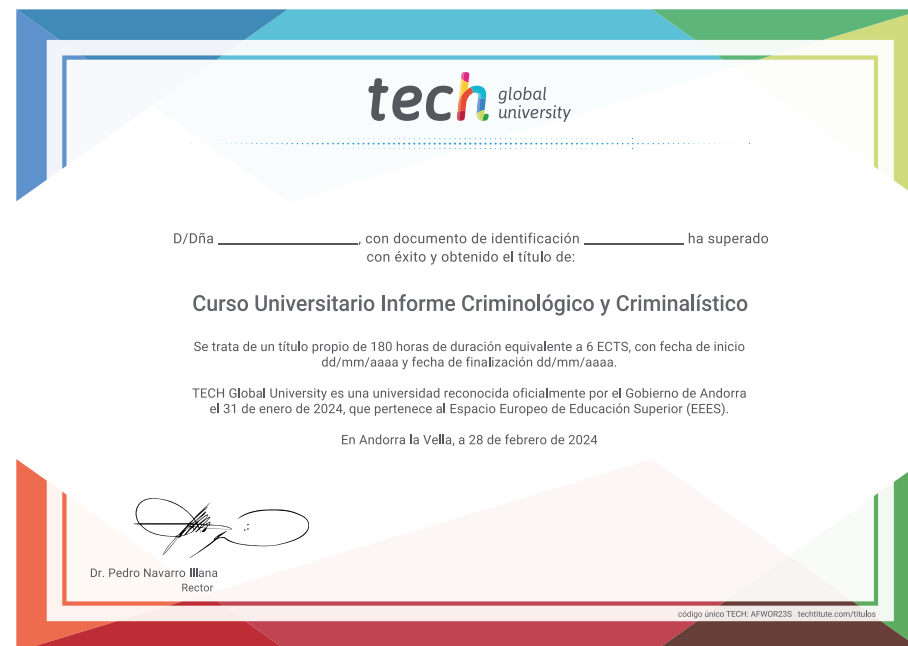 tech global university
D/Dña ____________________, con documento de identificación ______________ ha superado
con éxito y obtenido el título de:
Curso Universitario Informe Criminológico y Criminalístico
Se trata de un título propio de 180 horas de duración equivalente a 6 ECTS, con fecha de inicio
dd/mm/aaaa y fecha de finalización dd/mm/aaaa.
TECH Global University es una universidad reconocida oficialmente por el Gobierno de Andorra
el 31 de enero de 2024, que pertenece al Espacio Europeo de Educación Superior (EEES).
En Andorra la Vella, a 28 de febrero de 2024
Dr. Pedro Navarro Illana
Rector
código único TECH: AFWOR23S techtitute.com/titulos